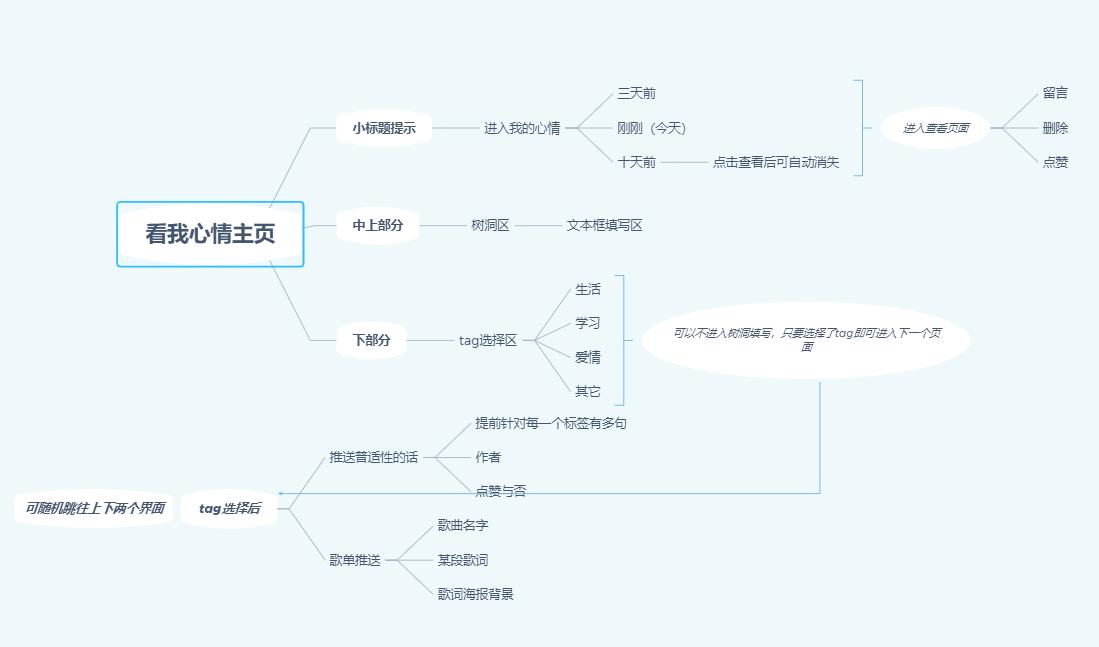 看我心情主页
小标题提示
进入我的心情
三天前
刚刚（今天）
十天前
点击查看后可自动消失
进入查看页面
留言
删除
点赞
中上部分
树洞区
文本框填写区
下部分
tag选择区
生活
学习
爱情
其它
可以不进入树洞填写，只要选择了tag即可进入下一个页
面
可随机跳往上下两个界面
tag选择后
推送普适性的话
提前针对每一个标签有多句
作者
点赞与否
歌单推送
歌曲名字
某段歌词
歌词海报背景